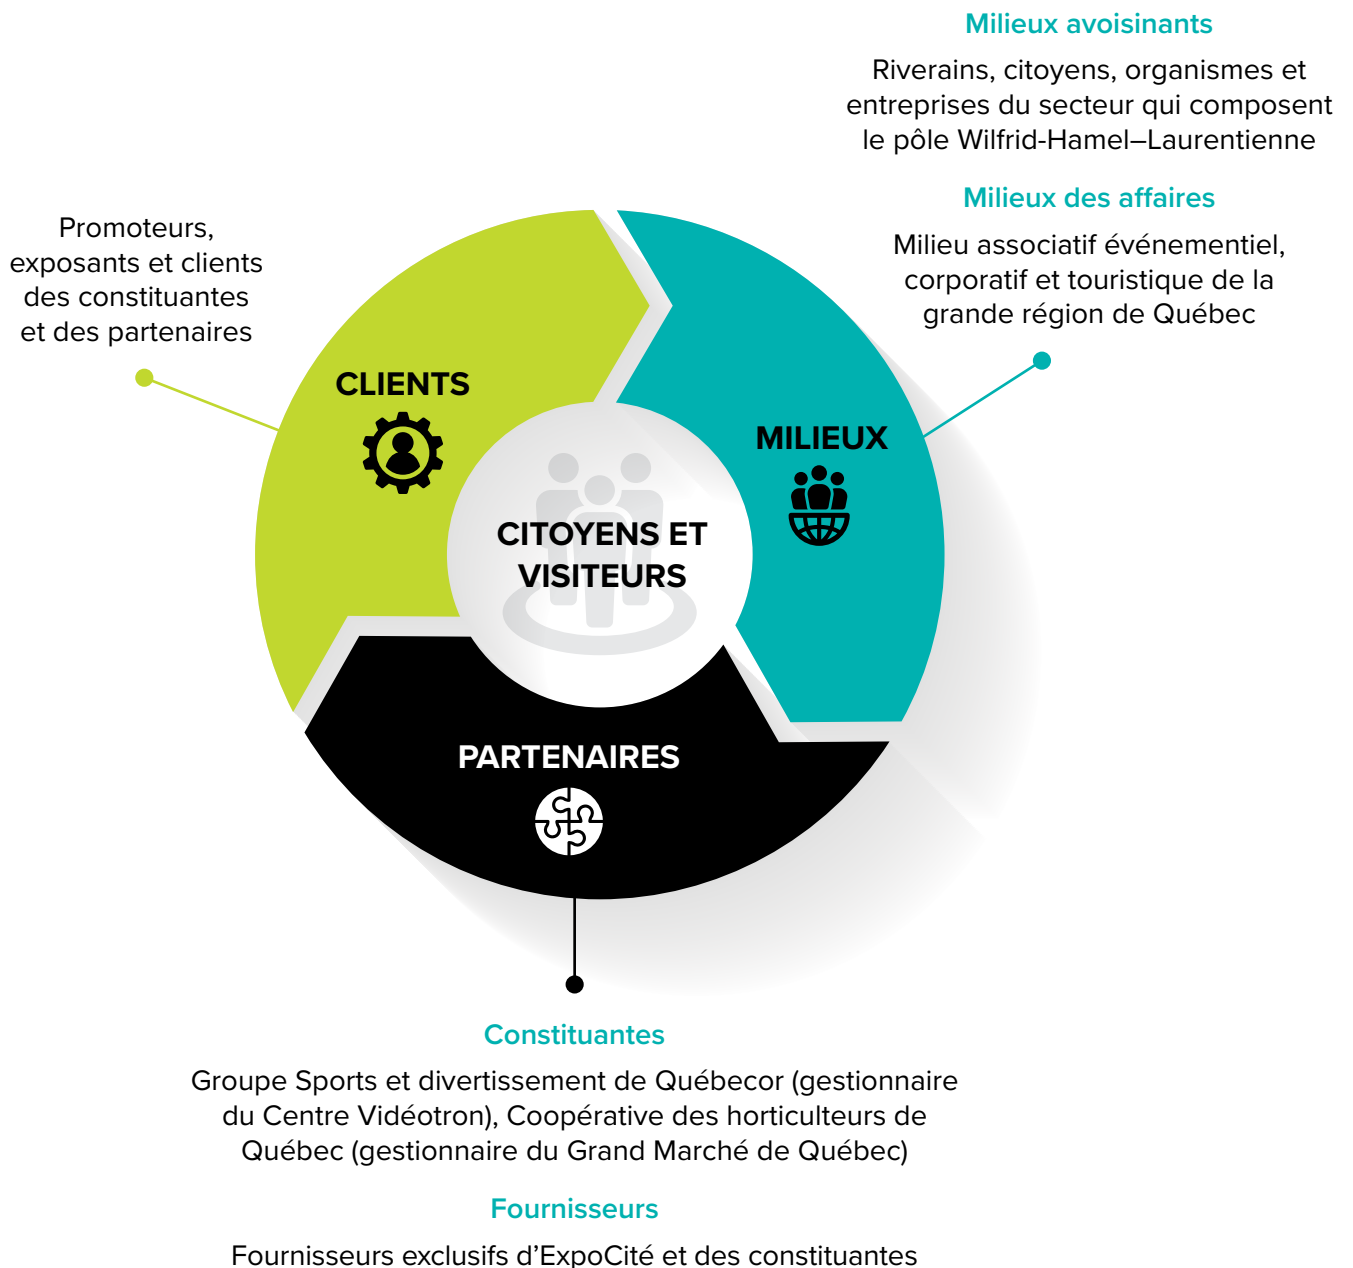 Milieux avoisinants
Riverains, citoyens, organismes et
entreprises du secteur qui composent
le pôle Wilfrid-Hamel–Laurentienne
Milieux des affaires
Milieu associatif événementiel,
corporatif et touristique de la
grande région de Québec
Promoteurs,
exposants et clients
des constituantes
et des partenaires
CLIENTS
MILIEUX
CITOYENS ET
VISITEURS
PARTENAIRES
Constituantes
Groupe Sports et divertissement de Québecor (gestionnaire
du Centre Vidéotron), Coopérative des horticulteurs de
Québec (gestionnaire du Grand Marché de Québec)
Fournisseurs
Fournisseurs exclusifs d’ExpoCité et des constituantes